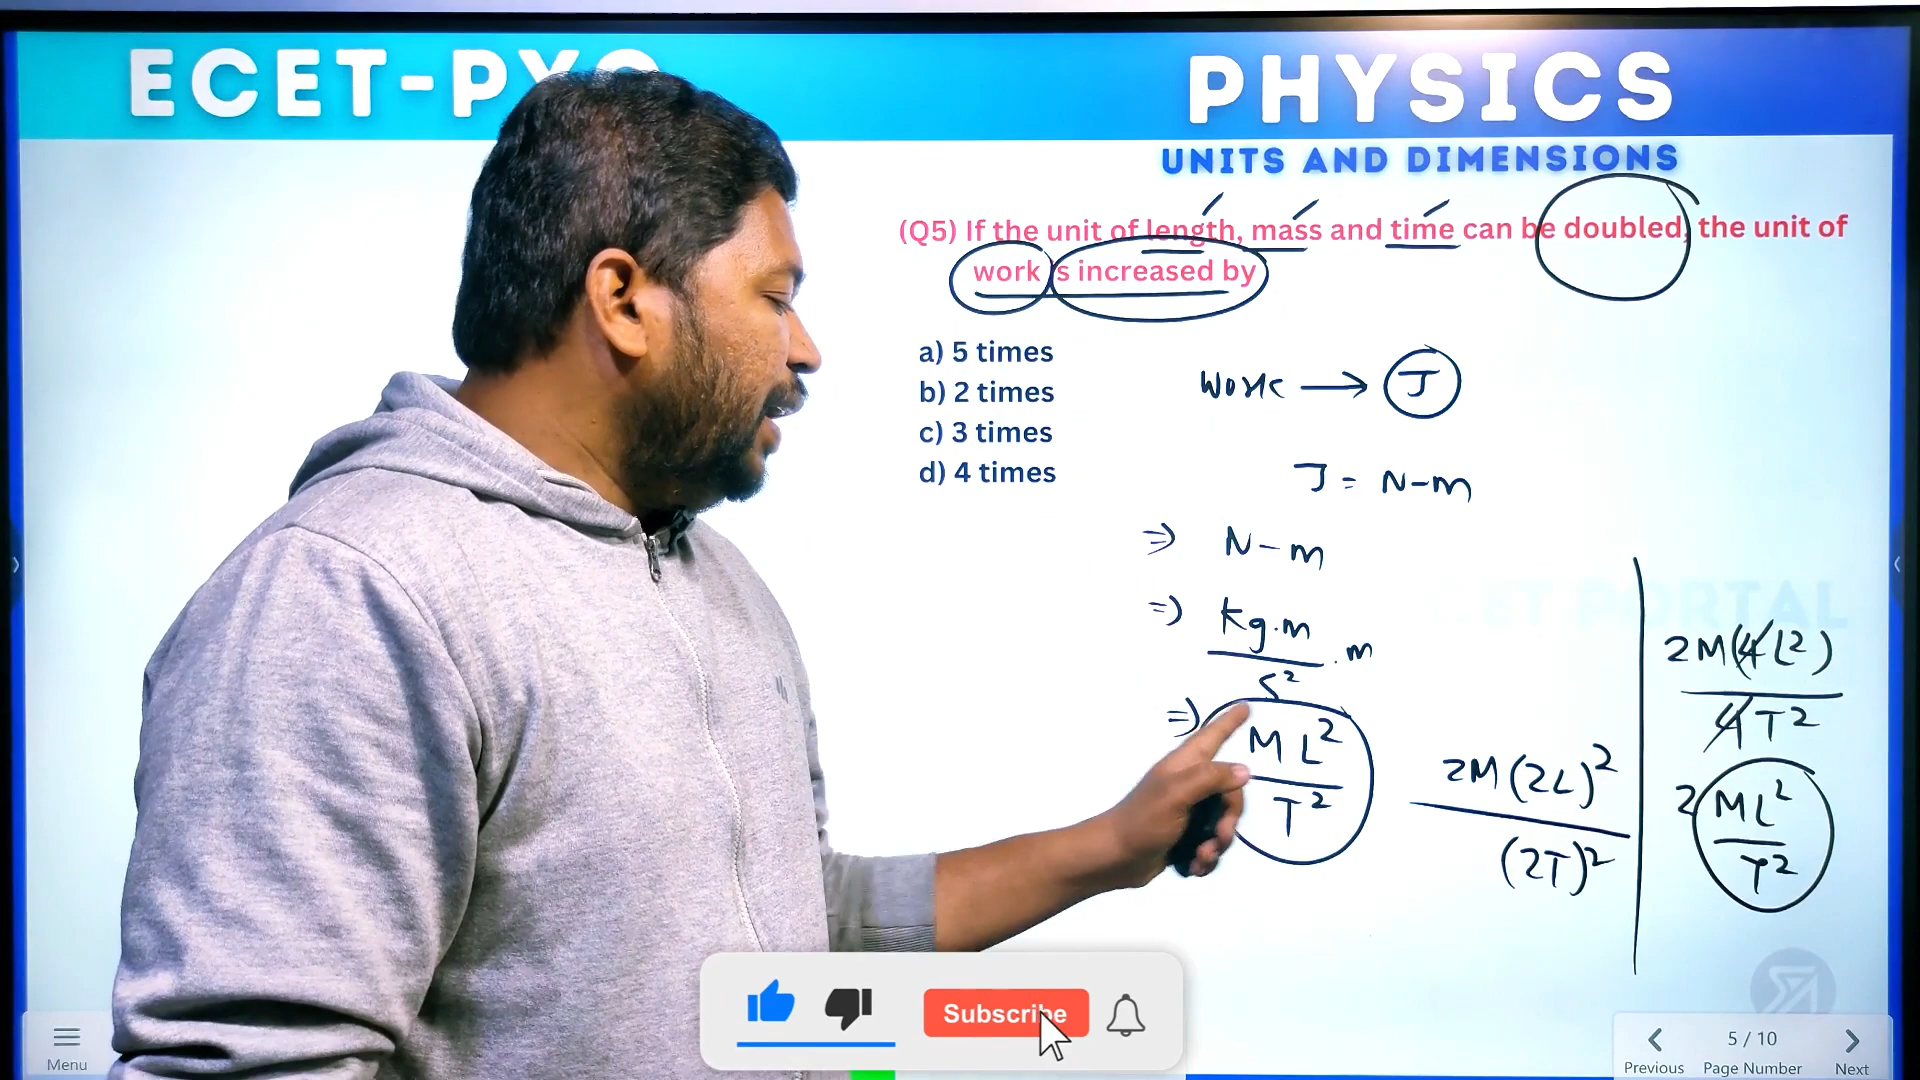 ECET-PYQ
PHYSICS
UNITS AND DIMENSIONS
(Q5) If the unit of length, mass and time can be doubled, the unit of
work is increased by
a) 5 times
b) 2 times
c) 3 times
d) 4 times
Work → J
J = N-m
⇒ N-m
⇒ Kg.m / s² . m
⇒ ML² / T²
2M(2L)² / (2T)²
2M(4L²) / 4T²
2 ML² / T²
PORTAL
Subscribe
Menu
5 / 10
Previous Page Number Next